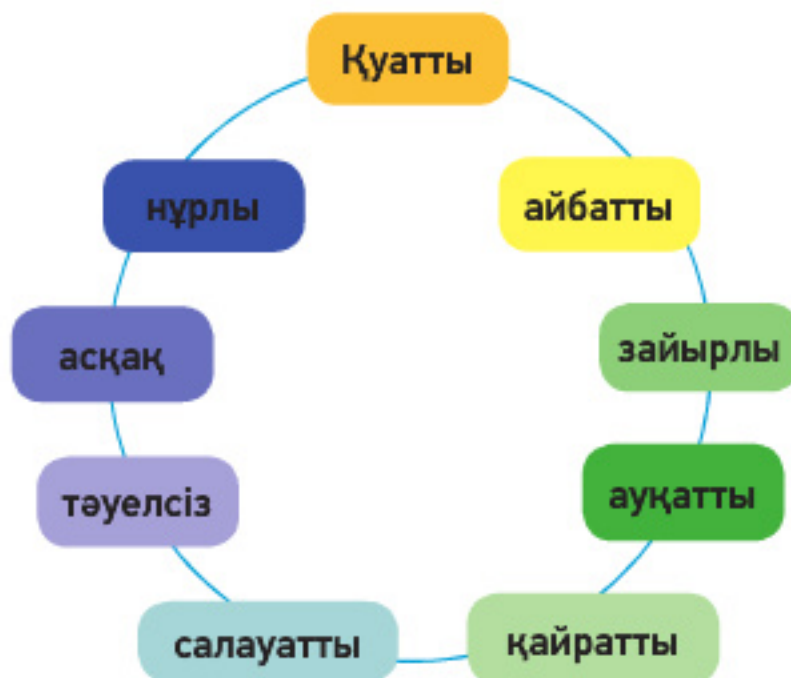 Қуатты
айбатты
зайырлы
ауқатты
қайратты
салауатты
тәуелсіз
асқақ
нұрлы